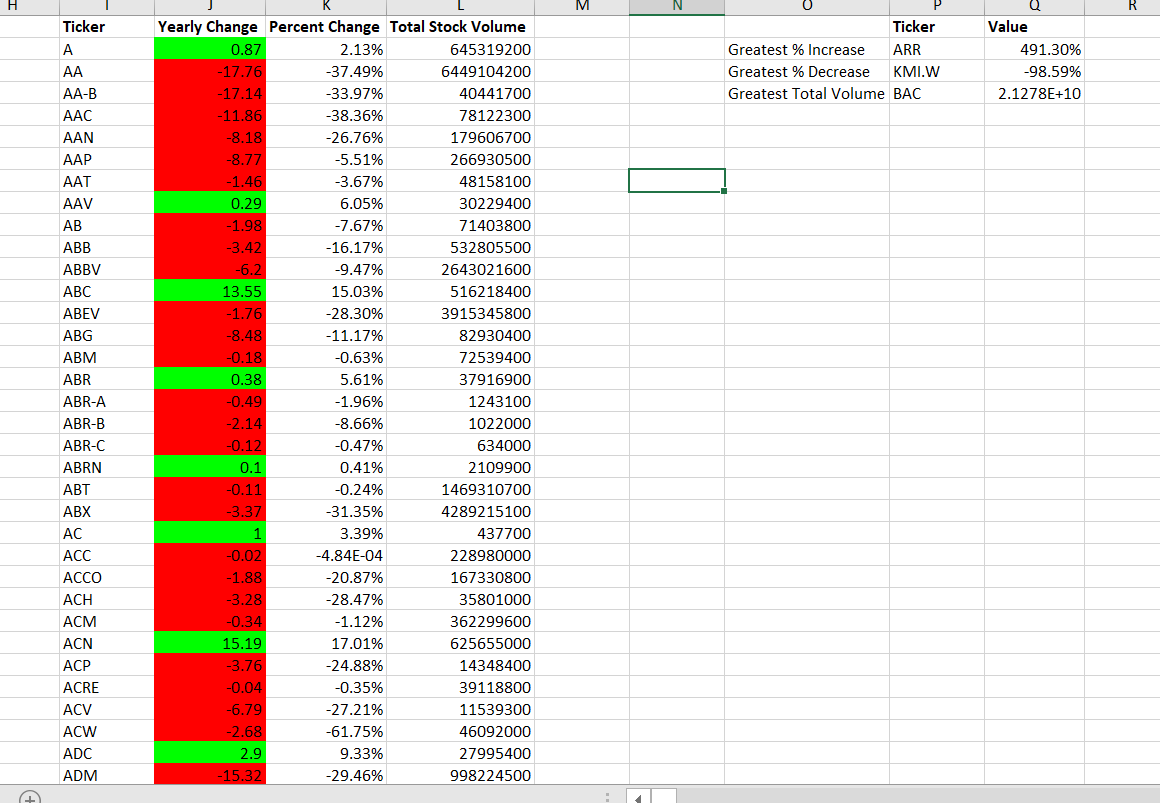 H I J K L M N O P Q R
Ticker Yearly Change Percent Change Total Stock Volume Ticker Value
A 0.87 2.13% 645319200 Greatest % Increase ARR 491.30%
AA -17.76 -37.49% 6449104200 Greatest % Decrease KMI.W -98.59%
AA-B -17.14 -33.97% 40441700 Greatest Total Volume BAC 2.1278E+10
AAC -11.86 -38.36% 78122300
AAN -8.18 -26.76% 179606700
AAP -8.77 -5.51% 266930500
AAT -1.46 -3.67% 48158100
AAV 0.29 6.05% 30229400
AB -1.98 -7.67% 71403800
ABB -3.42 -16.17% 532805500
ABBV -6.2 -9.47% 2643021600
ABC 13.55 15.03% 516218400
ABEV -1.76 -28.30% 3915345800
ABG -8.48 -11.17% 82930400
ABM -0.18 -0.63% 72539400
ABR 0.38 5.61% 37916900
ABR-A -0.49 -1.96% 1243100
ABR-B -2.14 -8.66% 1022000
ABR-C -0.12 -0.47% 634000
ABRN 0.1 0.41% 2109900
ABT -0.11 -0.24% 1469310700
ABX -3.37 -31.35% 4289215100
AC 1 3.39% 437700
ACC -0.02 -4.84E-04 228980000
ACCO -1.88 -20.87% 167330800
ACH -3.28 -28.47% 35801000
ACM -0.34 -1.12% 362299600
ACN 15.19 17.01% 625655000
ACP -3.76 -24.88% 14348400
ACRE -0.04 -0.35% 39118800
ACV -6.79 -27.21% 11539300
ACW -2.68 -61.75% 46092000
ADC 2.9 9.33% 27995400
ADM -15.32 -29.46% 998224500